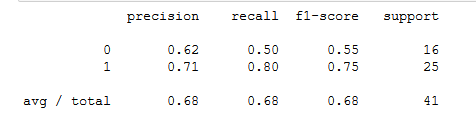 precision recall f1-score support
0 0.62 0.50 0.55 16
1 0.71 0.80 0.75 25
avg / total 0.68 0.68 0.68 41